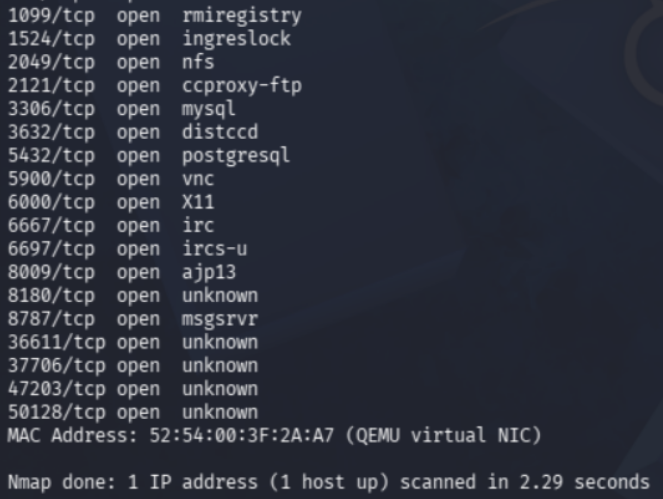 1099/tcp  open  rmiregistry
1524/tcp  open  ingreslock
2049/tcp  open  nfs
2121/tcp  open  ccproxy-ftp
3306/tcp  open  mysql
3632/tcp  open  distccd
5432/tcp  open  postgresql
5900/tcp  open  vnc
6000/tcp  open  X11
6667/tcp  open  irc
6697/tcp  open  ircs-u
8009/tcp  open  ajp13
8180/tcp  open  unknown
8787/tcp  open  msgsrvr
36611/tcp open  unknown
37706/tcp open  unknown
47203/tcp open  unknown
50128/tcp open  unknown
MAC Address: 52:54:00:3F:2A:A7 (QEMU virtual NIC)
Nmap done: 1 IP address (1 host up) scanned in 2.29 seconds